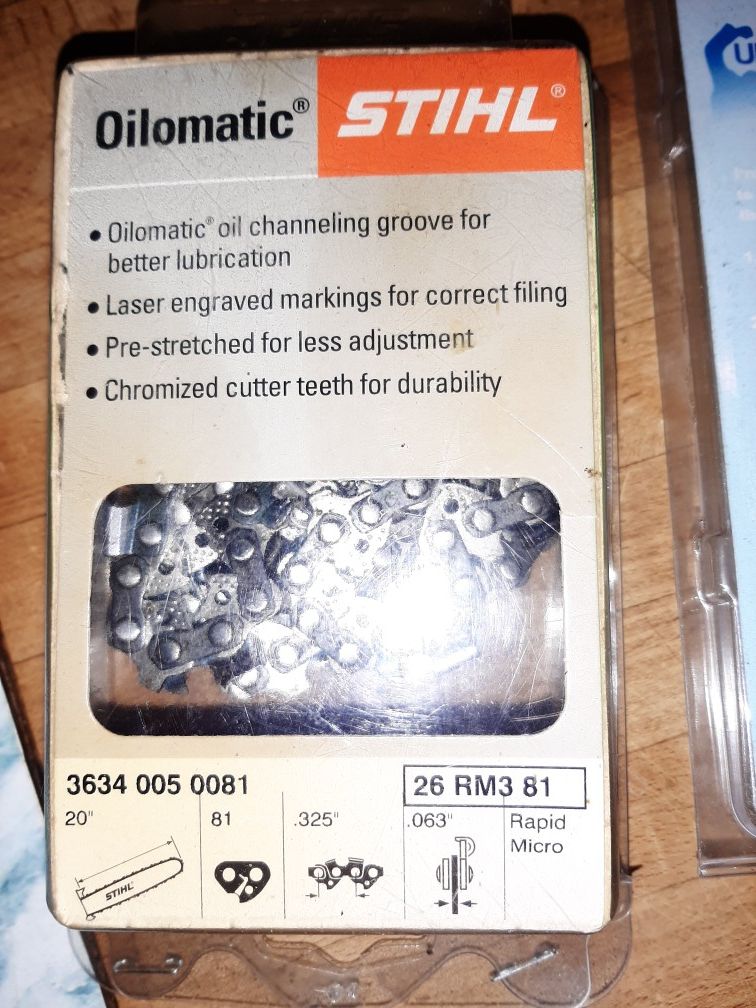 Oilomatic® STIHL®
• Oilomatic® oil channeling groove for
better lubrication
• Laser engraved markings for correct filing
• Pre-stretched for less adjustment
• Chromized cutter teeth for durability
3634 005 0081 26 RM3 81
20" 81 .325" .063" Rapid
Micro
STIHL®